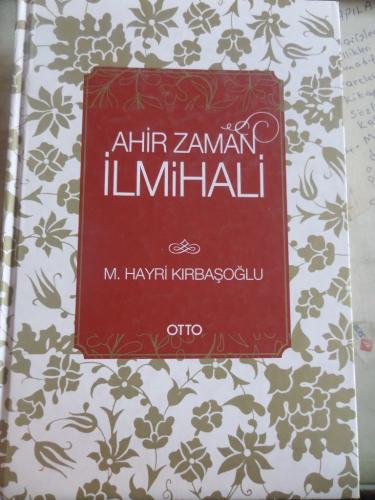 AHİR ZAMAN
İLMİHALİ
M. HAYRİ KIRBAŞOĞLU
OTTO